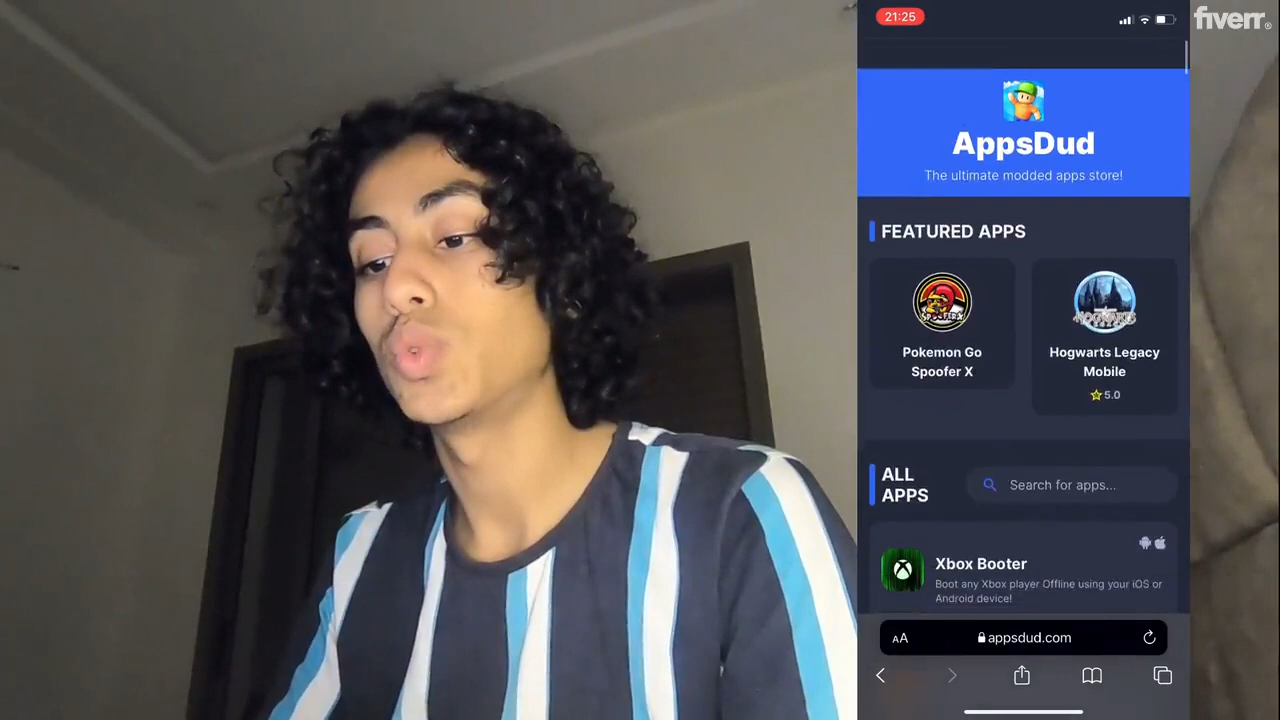 21:25
fiverr®
AppsDud
The ultimate modded apps store!
FEATURED APPS
Pokemon Go
Spoofer X
Hogwarts Legacy
Mobile
5.0
ALL
APPS
Search for apps...
Xbox Booter
Boot any Xbox player Offline using your iOS or
Android device!
AA
appsdud.com